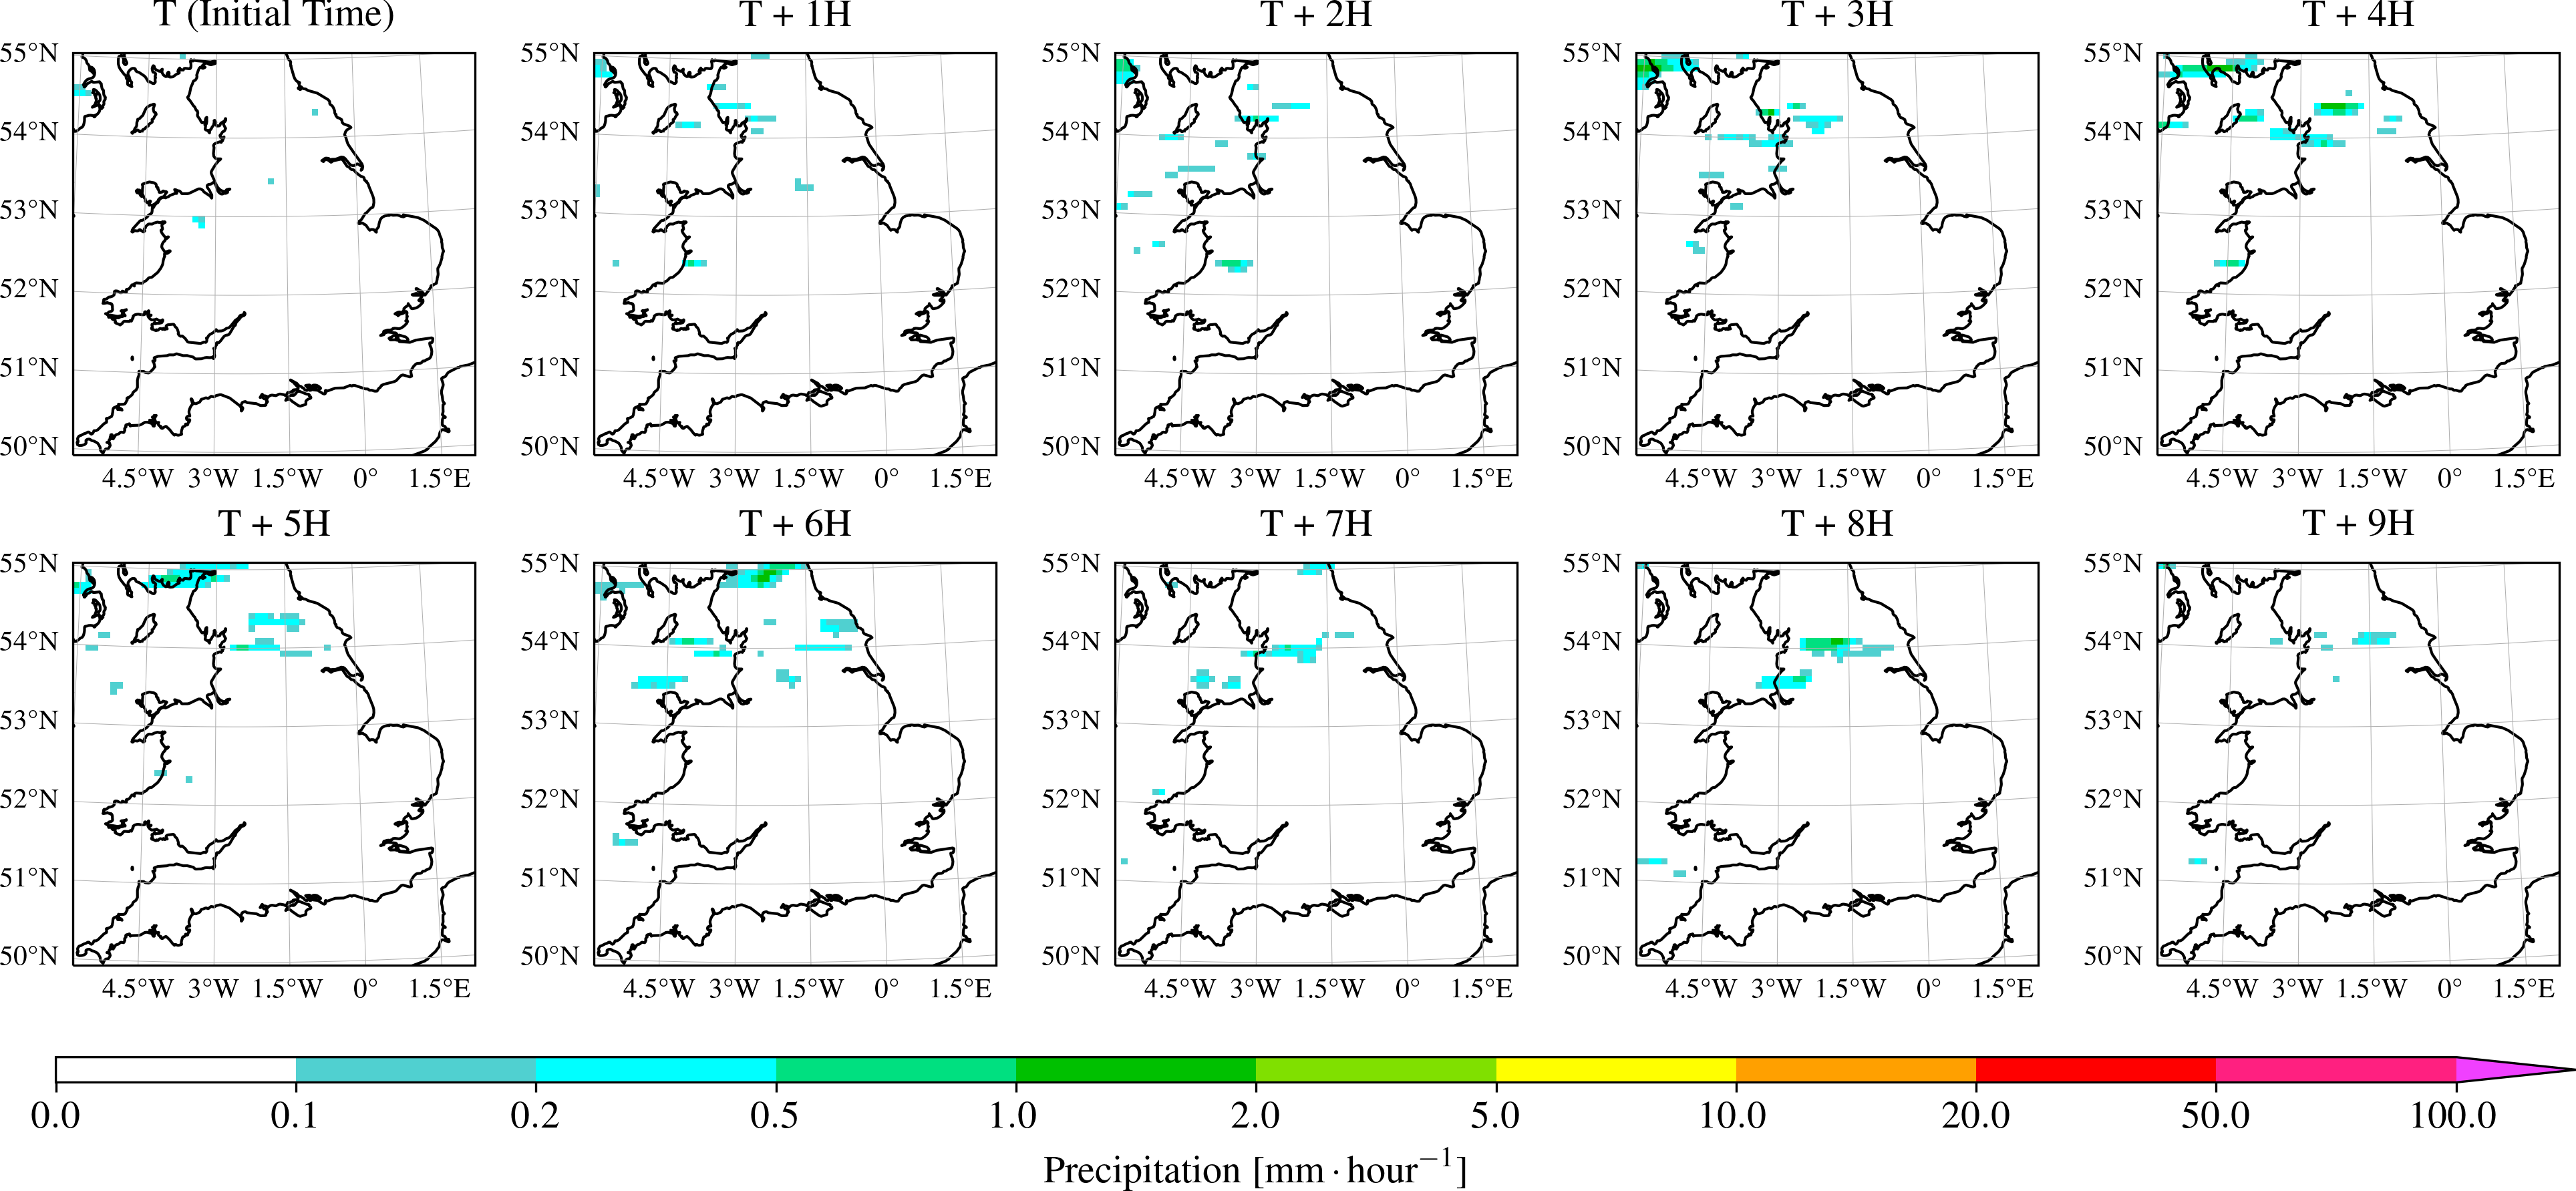 T (Initial Time) T + 1H T + 2H T + 3H T + 4H
55°N 55°N 55°N 55°N 55°N
54°N 54°N 54°N 54°N 54°N
53°N 53°N 53°N 53°N 53°N
52°N 52°N 52°N 52°N 52°N
51°N 51°N 51°N 51°N 51°N
50°N 50°N 50°N 50°N 50°N
4.5°W 3°W 1.5°W 0° 1.5°E 4.5°W 3°W 1.5°W 0° 1.5°E 4.5°W 3°W 1.5°W 0° 1.5°E 4.5°W 3°W 1.5°W 0° 1.5°E 4.5°W 3°W 1.5°W 0° 1.5°E
T + 5H T + 6H T + 7H T + 8H T + 9H
55°N 55°N 55°N 55°N 55°N
54°N 54°N 54°N 54°N 54°N
53°N 53°N 53°N 53°N 53°N
52°N 52°N 52°N 52°N 52°N
51°N 51°N 51°N 51°N 51°N
50°N 50°N 50°N 50°N 50°N
4.5°W 3°W 1.5°W 0° 1.5°E 4.5°W 3°W 1.5°W 0° 1.5°E 4.5°W 3°W 1.5°W 0° 1.5°E 4.5°W 3°W 1.5°W 0° 1.5°E 4.5°W 3°W 1.5°W 0° 1.5°E
0.0 0.1 0.2 0.5 1.0 2.0 5.0 10.0 20.0 50.0 100.0
Precipitation [mm · hour⁻¹]